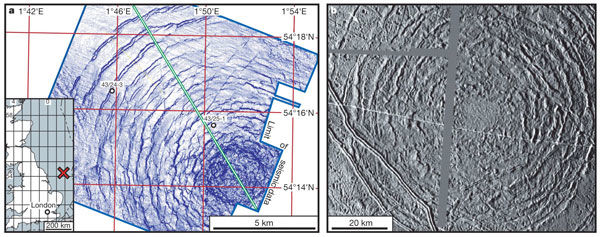 a
1°42'E
1°46'E
1°50'E
1°54'E
54°18'N
43/24-3
54°16'N
43/25-1
Limit
to
seismic data
54°14'N
London
200 km
5 km
b
20 km